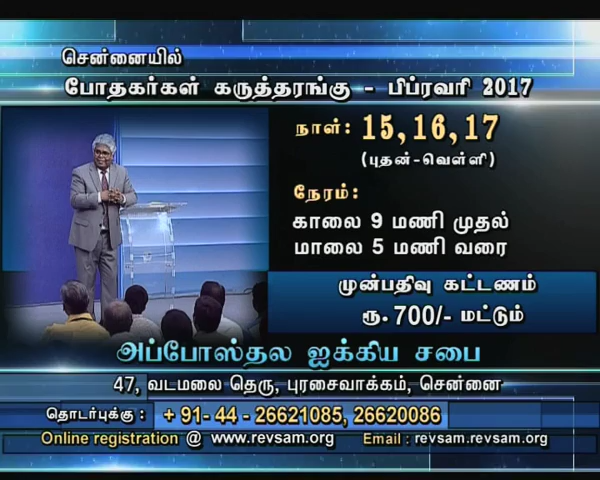 சென்னையில்
போதகர்கள் கருத்தரங்கு - பிப்ரவரி 2017
நாள்: 15,16,17
(புதன்-வெள்ளி)
நேரம்:
காலை 9 மணி முதல்
மாலை 5 மணி வரை
முன்பதிவு கட்டணம்
ரூ.700/- மட்டும்
அப்போஸ்தல ஐக்கிய சபை
47, வடமலை தெரு, புரசைவாக்கம், சென்னை
தொடர்புக்கு : + 91- 44 - 26621085, 26620086
Online registration @ www.revsam.org Email : revsam.revsam.org